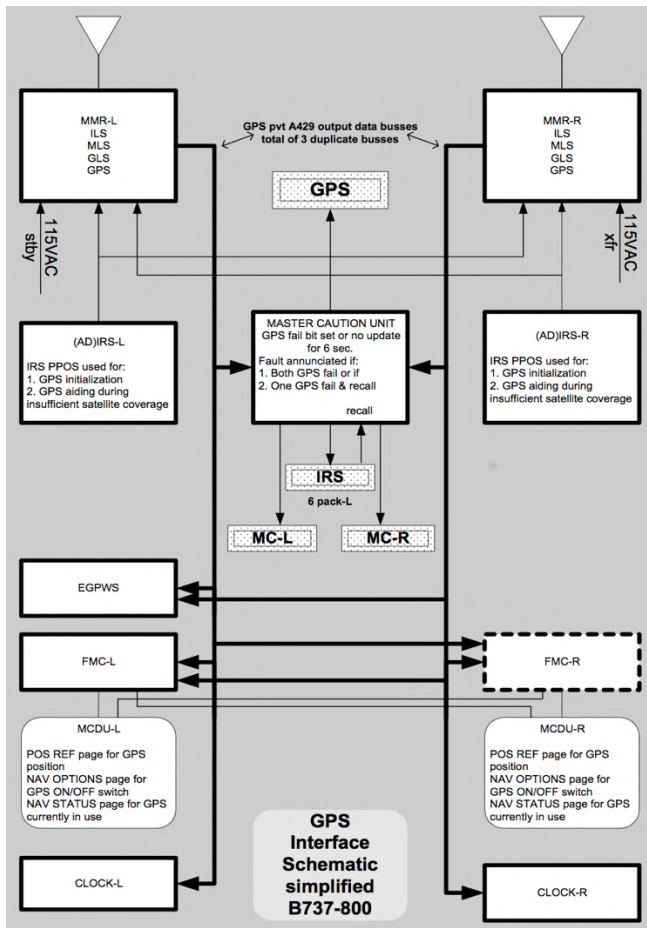 MMR-L
ILS
MLS
GLS
GPS
GPS pvt A429 output data busses
total of 3 duplicate busses
MMR-R
ILS
MLS
GLS
GPS
GPS
115VAC
stby
115VAC
xfr
(AD)IRS-L
IRS PPOS used for:
1. GPS initialization
2. GPS aiding during
insufficient satellite coverage
MASTER CAUTION UNIT
GPS fail bit set or no update
for 6 sec.
Fault annunciated if:
1. Both GPS fail or if
2. One GPS fail & recall
recall
(AD)IRS-R
IRS PPOS used for:
1. GPS initialization
2. GPS aiding during
insufficient satellite coverage
IRS
6 pack-L
MC-L
MC-R
EGPWS
FMC-L
FMC-R
MCDU-L
POS REF page for GPS
position
NAV OPTIONS page for
GPS ON/OFF switch
NAV STATUS page for GPS
currently in use
MCDU-R
POS REF page for GPS
position
NAV OPTIONS page for
GPS ON/OFF switch
NAV STATUS page for GPS
currently in use
GPS
Interface
Schematic
simplified
B737-800
CLOCK-L
CLOCK-R